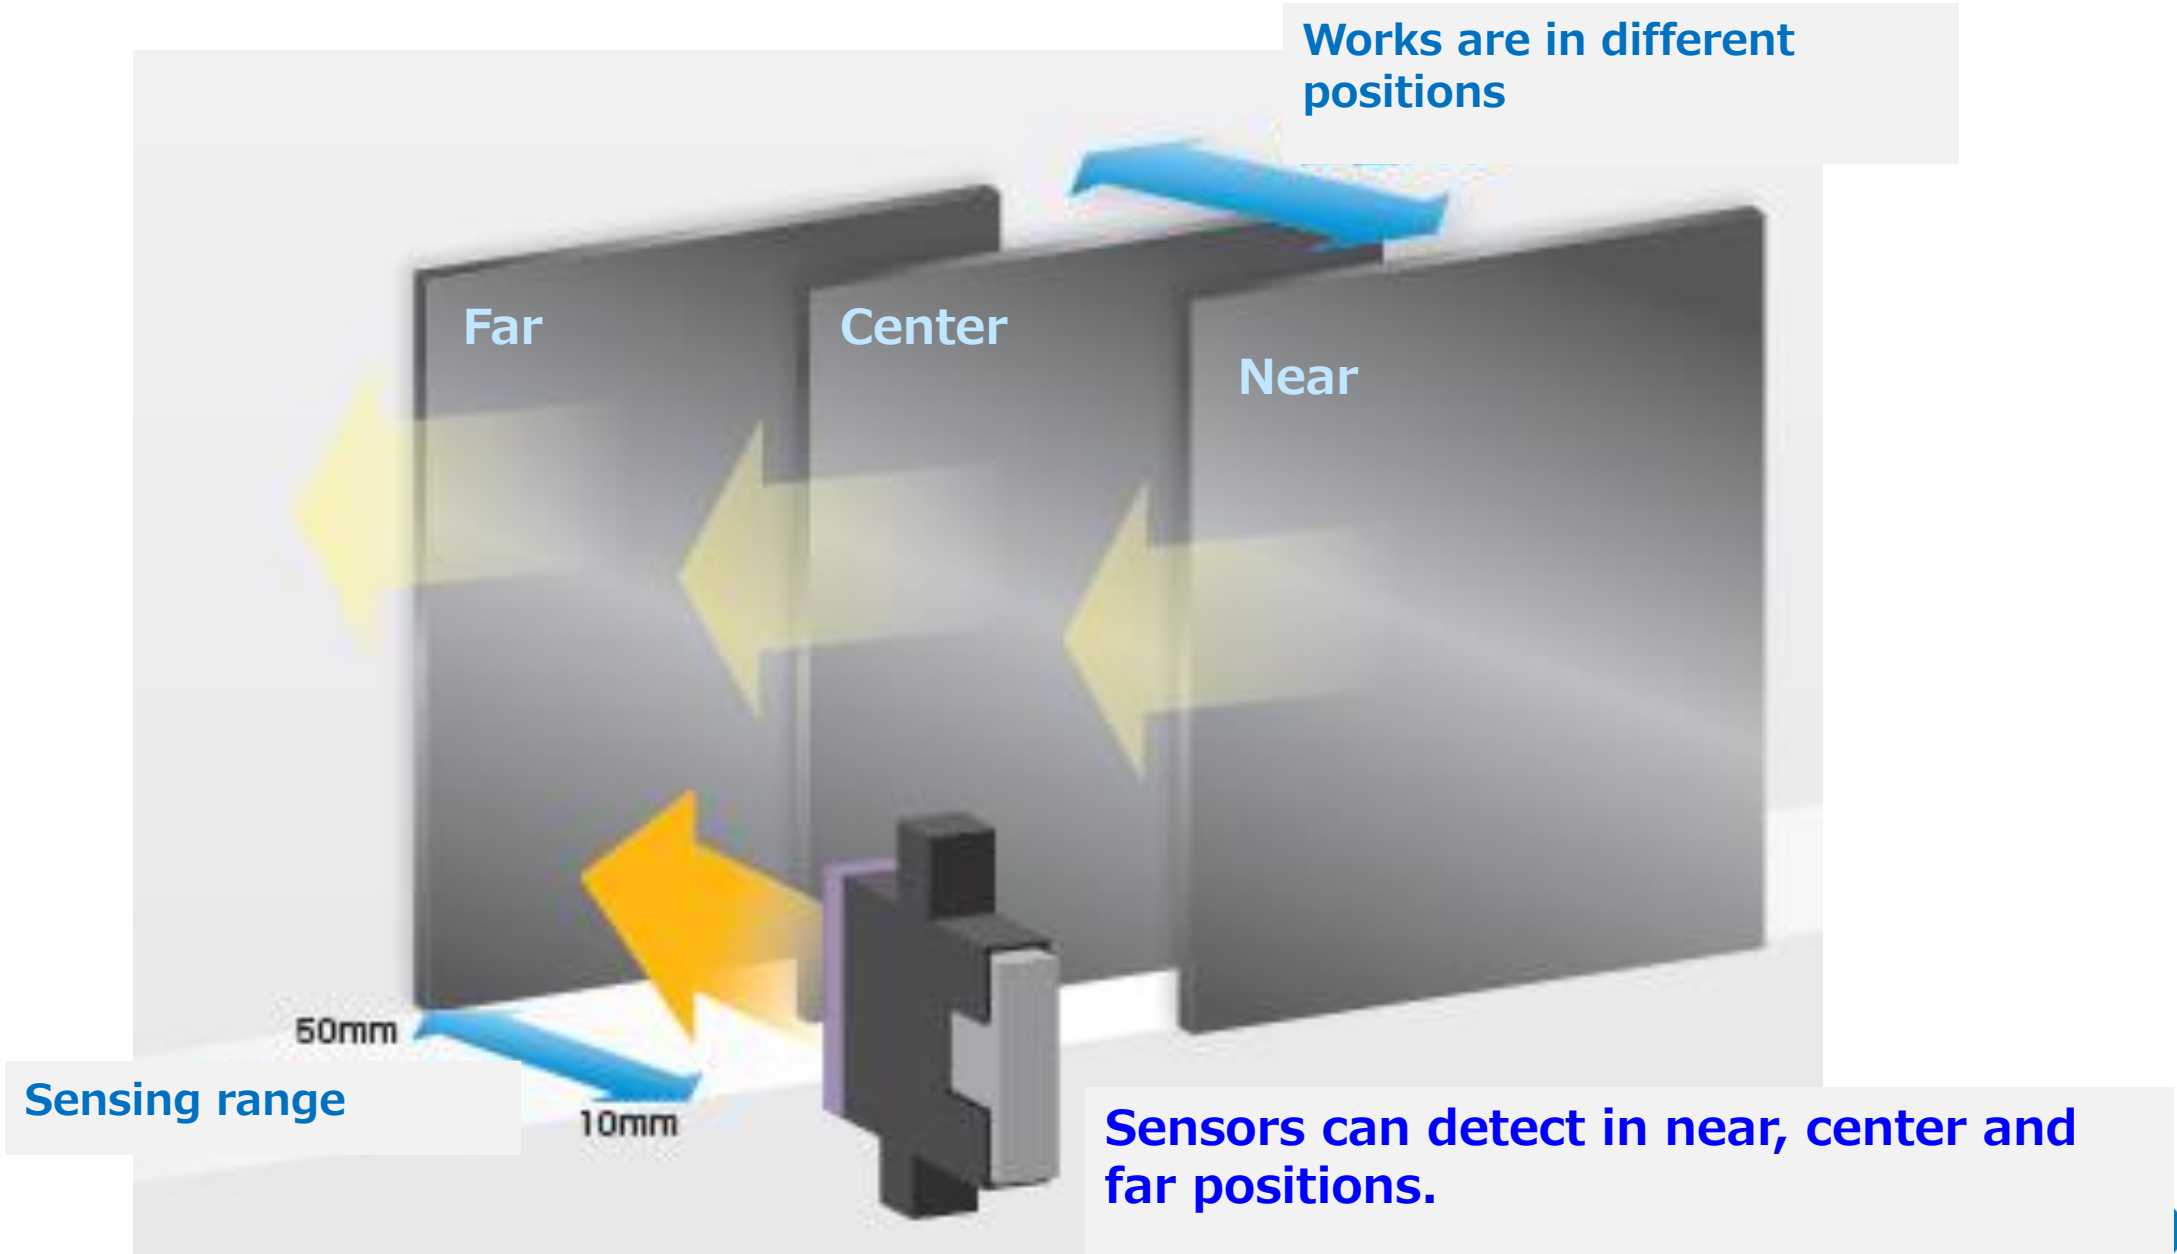 Works are in different
positions
Far
Center
Near
50mm
Sensing range
10mm
Sensors can detect in near, center and
far positions.